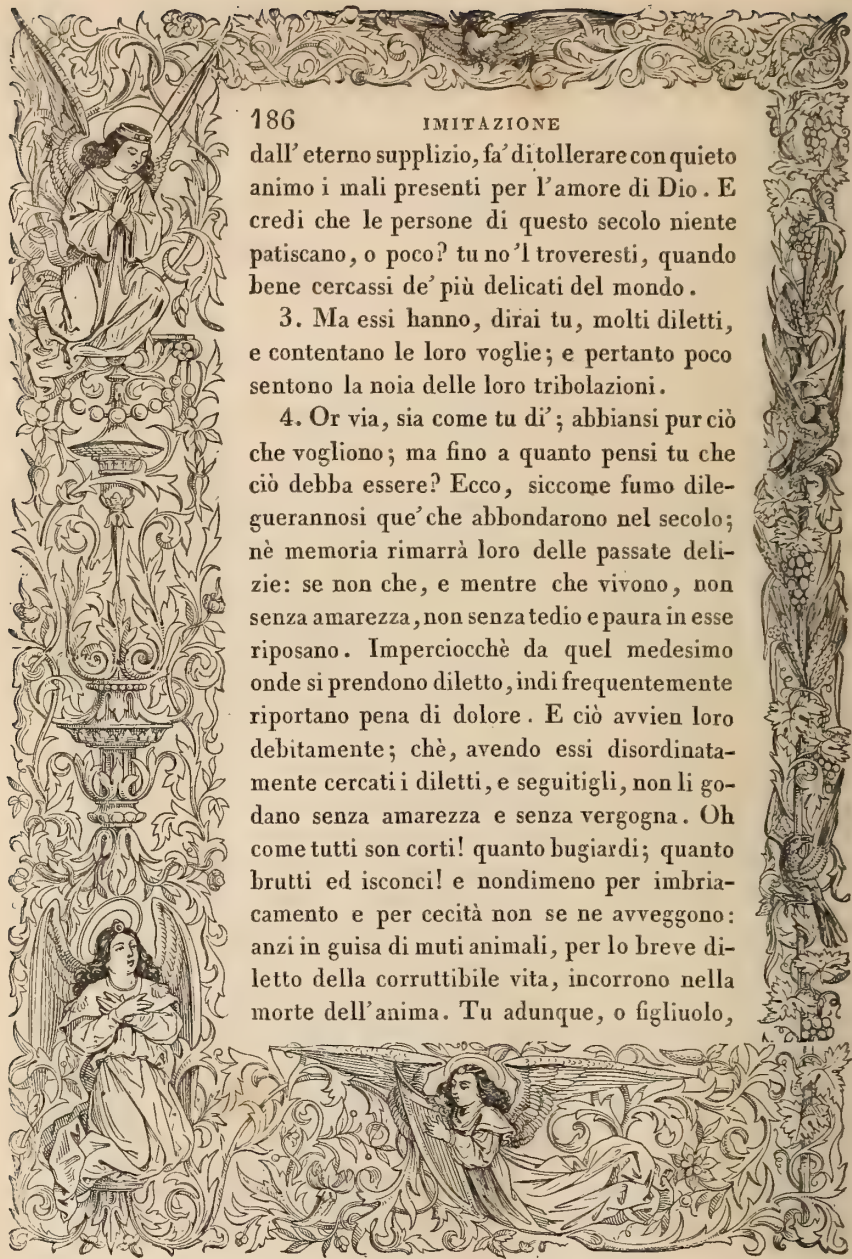 186 IMITAZIONE
dall' eterno supplizio, fa' di tollerare con quieto
animo i mali presenti per l'amore di Dio. E
credi che le persone di questo secolo niente
patiscano, o poco? tu no 'l troveresti, quando
bene cercassi de' più delicati del mondo.
3. Ma essi hanno, dirai tu, molti diletti,
e contentano le loro voglie; e pertanto poco
sentono la noia delle loro tribolazioni.
4. Or via, sia come tu di'; abbiansi pur ciò
che vogliono; ma fino a quanto pensi tu che
ciò debba essere? Ecco, siccome fumo dile-
guerannosi que' che abbondarono nel secolo;
nè memoria rimarrà loro delle passate deli-
zie: se non che, e mentre che vivono, non
senza amarezza, non senza tedio e paura in esse
riposano. Imperciocchè da quel medesimo
onde si prendono diletto, indi frequentemente
riportano pena di dolore. E ciò avvien loro
debitamente; chè, avendo essi disordinata-
mente cercati i diletti, e seguitigli, non li go-
dano senza amarezza e senza vergogna. Oh
come tutti son corti! quanto bugiardi; quanto
brutti ed isconci! e nondimeno per imbria-
camento e per cecità non se ne avveggono:
anzi in guisa di muti animali, per lo breve di-
letto della corruttibile vita, incorrono nella
morte dell'anima. Tu adunque, o figliuolo,